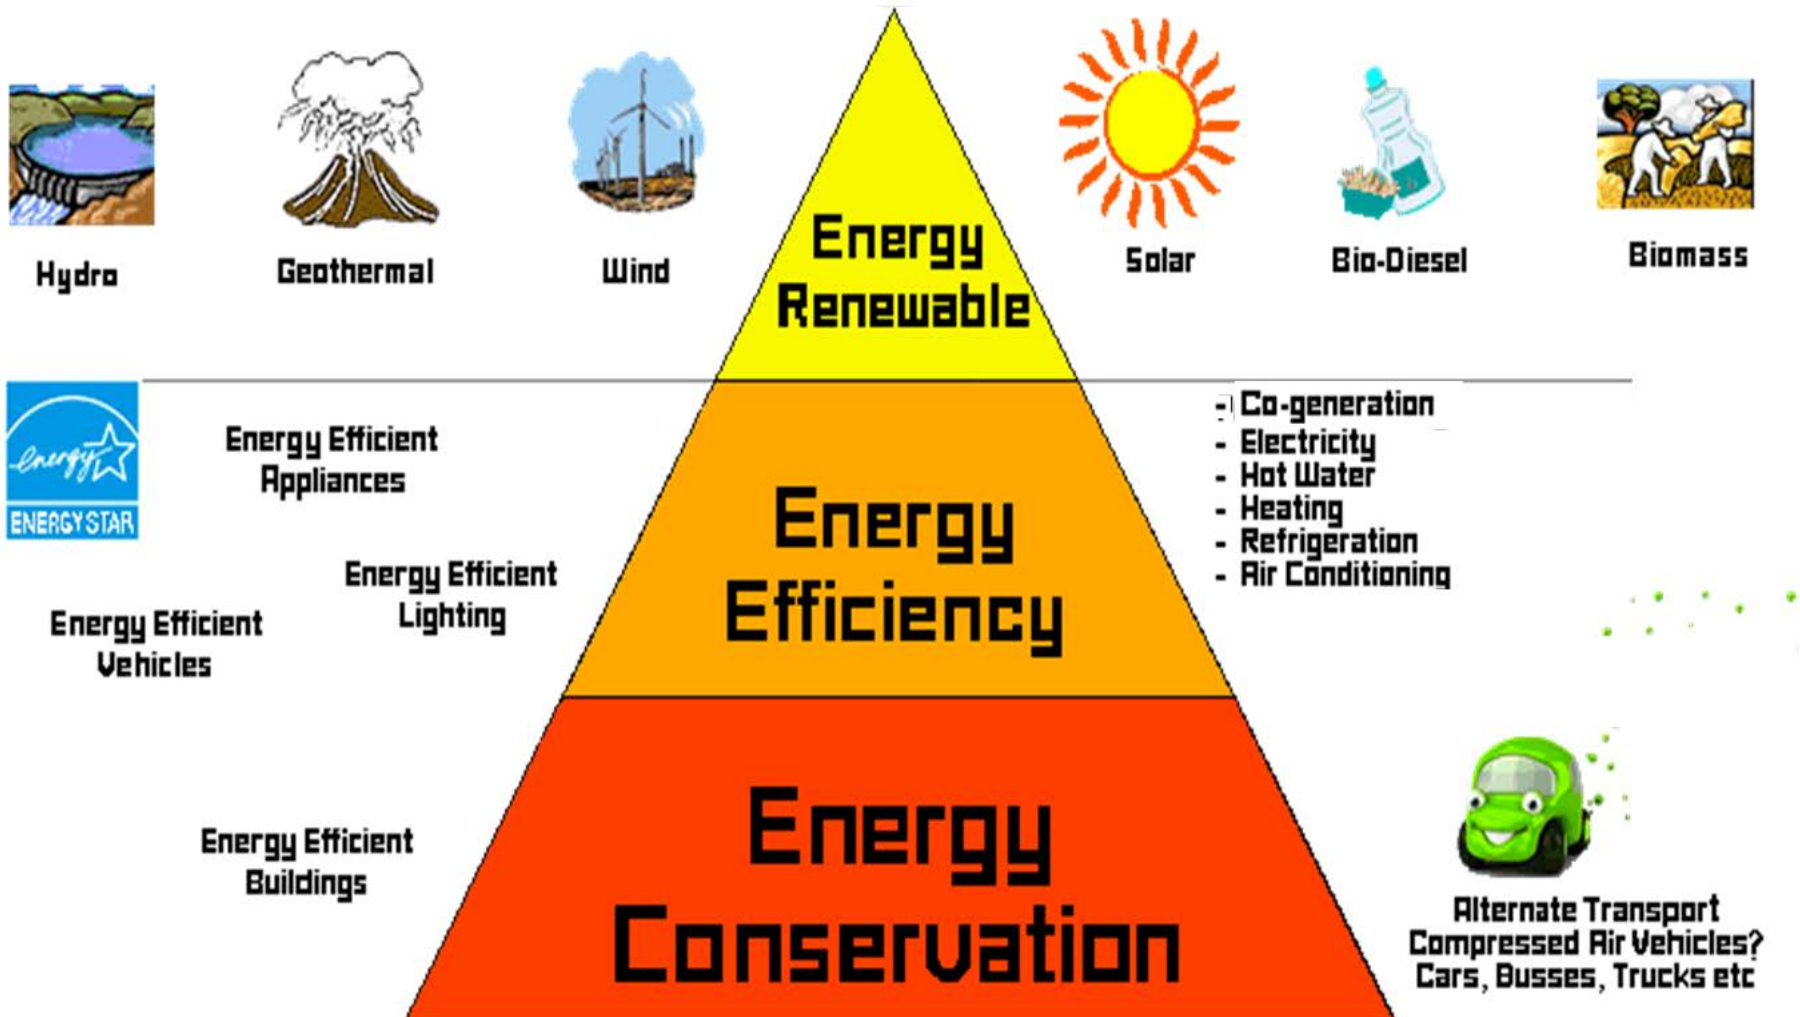 Hydro
Geothermal
Wind
Energy
Renewable
Solar
Bio-Diesel
Biomass
energy
ENERGY STAR
Energy Efficient
Appliances
Energy Efficient
Lighting
Energy Efficient
Vehicles
Energy
Efficiency
- Co-generation
- Electricity
- Hot Water
- Heating
- Refrigeration
- Air Conditioning
Energy Efficient
Buildings
Energy
Conservation
Alternate Transport
Compressed Air Vehicles?
Cars, Busses, Trucks etc